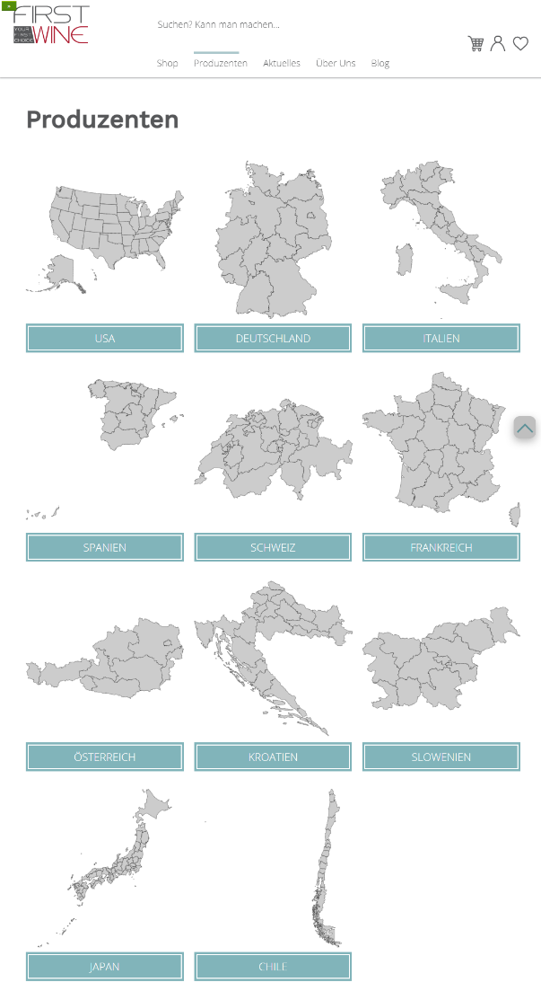 FIRST
YOUR
FIRST
CHOICE
WINE
Suchen? Kann man machen...
Shop
Produzenten
Aktuelles
Über Uns
Blog
Produzenten
USA
DEUTSCHLAND
ITALIEN
SPANIEN
SCHWEIZ
FRANKREICH
ÖSTERREICH
KROATIEN
SLOWENIEN
JAPAN
CHILE